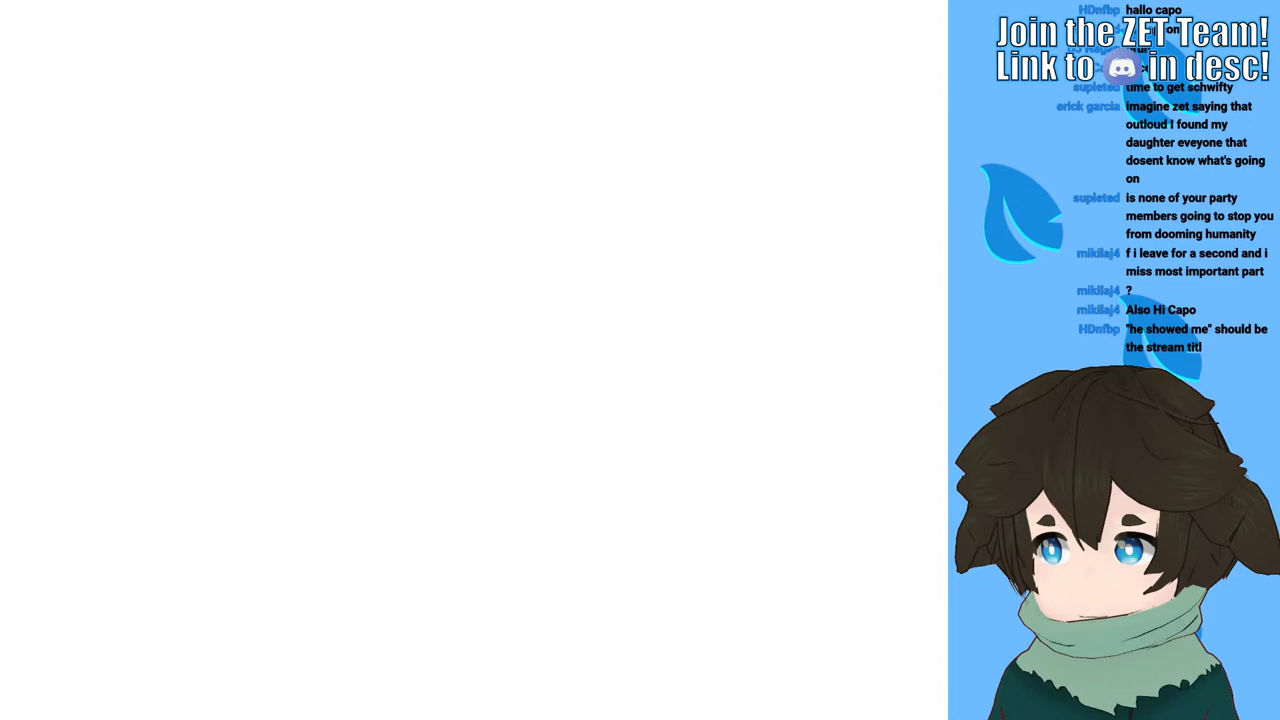 HDnfbp hallo capo
Join the ZET Team!
Link to in desc!
supleted time to get schwifty
erick garcia imagine zet saying that
outloud i found my
daughter eveyone that
dosent know what's going
on
supleted is none of your party
members going to stop you
from dooming humanity
mikilaj4 f i leave for a second and i
miss most important part
mikilaj4 ?
mikilaj4 Also Hi Capo
HDnfbp "he showed me" should be
the stream titl